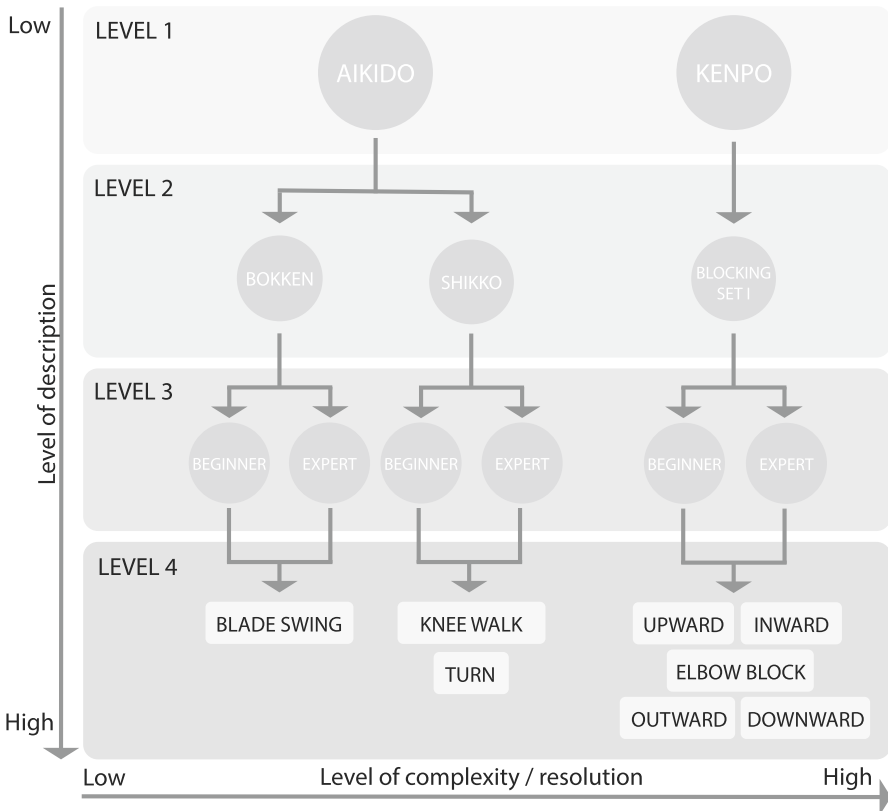 Low
LEVEL 1
AIKIDO
KENPO
LEVEL 2
BOKKEN
SHIKKO
BLOCKING
SET I
Level of description
LEVEL 3
BEGINNER
EXPERT
BEGINNER
EXPERT
BEGINNER
EXPERT
LEVEL 4
BLADE SWING
KNEE WALK
TURN
UPWARD
INWARD
ELBOW BLOCK
OUTWARD
DOWNWARD
High
Low
Level of complexity / resolution
High